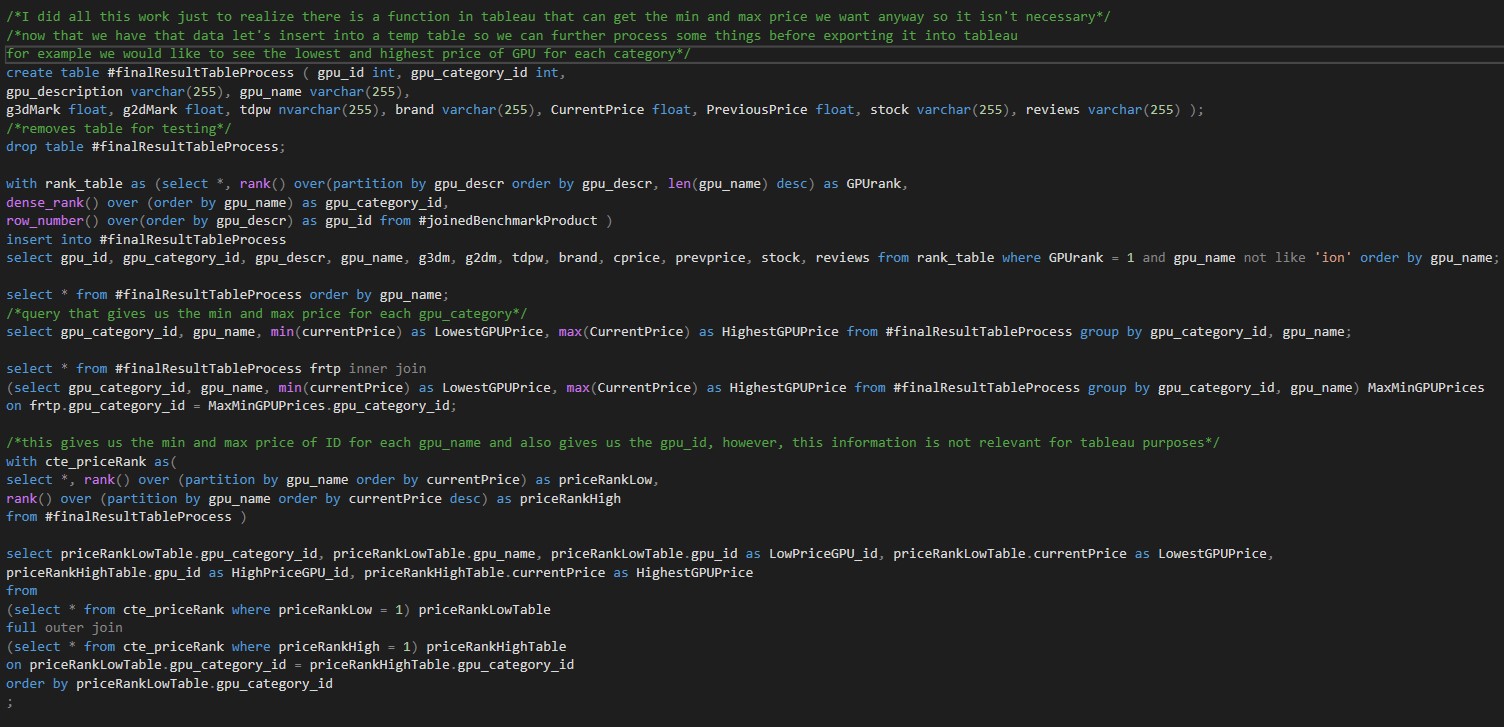 /*I did all this work just to realize there is a function in tableau that can get the min and max price we want anyway so it isn't necessary*/
/*now that we have that data let's insert into a temp table so we can further process some things before exporting it into tableau
for example we would like to see the lowest and highest price of GPU for each category*/
create table #finalResultTableProcess ( gpu_id int, gpu_category_id int,
gpu_description varchar(255), gpu_name varchar(255),
g3dMark float, g2dMark float, tdpw nvarchar(255), brand varchar(255), CurrentPrice float, PreviousPrice float, stock varchar(255), reviews varchar(255) );
/*removes table for testing*/
drop table #finalResultTableProcess;

with rank_table as (select *, rank() over(partition by gpu_descr order by gpu_descr, len(gpu_name) desc) as GPUrank,
dense_rank() over (order by gpu_name) as gpu_category_id,
row_number() over(order by gpu_descr) as gpu_id from #joinedBenchmarkProduct )
insert into #finalResultTableProcess
select gpu_id, gpu_category_id, gpu_descr, gpu_name, g3dm, g2dm, tdpw, brand, cprice, prevprice, stock, reviews from rank_table where GPUrank = 1 and gpu_name not like 'ion' order by gpu_name;

select * from #finalResultTableProcess order by gpu_name;
/*query that gives us the min and max price for each gpu_category*/
select gpu_category_id, gpu_name, min(currentPrice) as LowestGPUPrice, max(CurrentPrice) as HighestGPUPrice from #finalResultTableProcess group by gpu_category_id, gpu_name;

select * from #finalResultTableProcess frtp inner join
(select gpu_category_id, gpu_name, min(currentPrice) as LowestGPUPrice, max(CurrentPrice) as HighestGPUPrice from #finalResultTableProcess group by gpu_category_id, gpu_name) MaxMinGPUPrices
on frtp.gpu_category_id = MaxMinGPUPrices.gpu_category_id;

/*this gives us the min and max price of ID for each gpu_name and also gives us the gpu_id, however, this information is not relevant for tableau purposes*/
with cte_priceRank as(
select *, rank() over (partition by gpu_name order by currentPrice) as priceRankLow,
rank() over (partition by gpu_name order by currentPrice desc) as priceRankHigh
from #finalResultTableProcess )

select priceRankLowTable.gpu_category_id, priceRankLowTable.gpu_name, priceRankLowTable.gpu_id as LowPriceGPU_id, priceRankLowTable.currentPrice as LowestGPUPrice,
priceRankHighTable.gpu_id as HighPriceGPU_id, priceRankHighTable.currentPrice as HighestGPUPrice
from
(select * from cte_priceRank where priceRankLow = 1) priceRankLowTable
full outer join
(select * from cte_priceRank where priceRankHigh = 1) priceRankHighTable
on priceRankLowTable.gpu_category_id = priceRankHighTable.gpu_category_id
order by priceRankLowTable.gpu_category_id
;